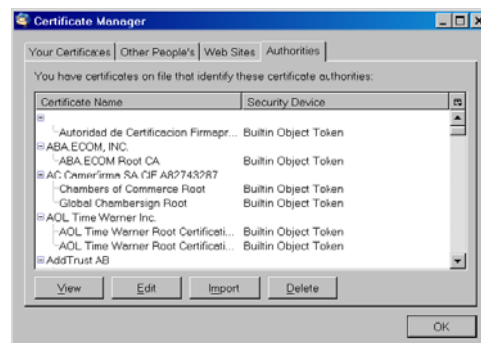 Certificate Manager
Your Certificates Other People's Web Sites Authorities
You have certificates on file that identify these certificate authorities:
Certificate Name Security Device
Autoridad de Certificacion Firmapr... Builtin Object Token
ABA.ECOM, INC.
ABA.ECOM Root CA Builtin Object Token
AC Camerfirma SA CIF A82743287
Chambers of Commerce Root Builtin Object Token
Global Chambersign Root Builtin Object Token
AOL Time Warner Inc.
AOL Time Warner Root Certificati... Builtin Object Token
AOL Time Warner Root Certificati... Builtin Object Token
AddTrust AB
View Edit Import Delete
OK